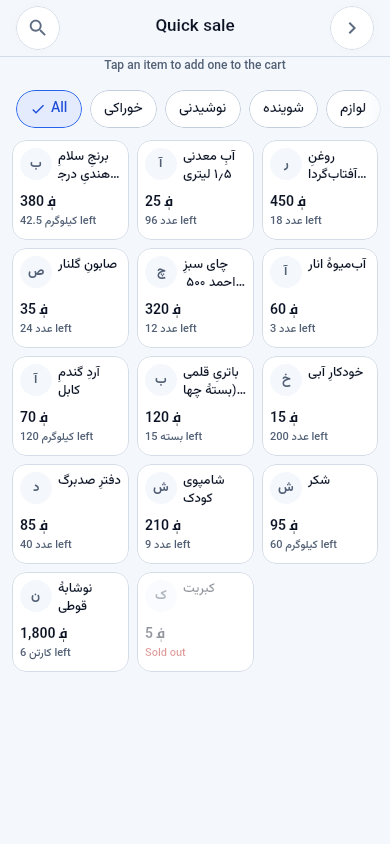 Quick sale
Tap an item to add one to the cart
All
خوراکی
نوشیدنی
شوینده
لوازم
ب
برنج سلام
هندیِ درجـ…
380 ؋
42.5 کیلوگرم left
آ
آب معدنی
۱٫۵ لیتری
25 ؋
96 عدد left
ر
روغن
آفتاب‌گردا…
450 ؋
18 عدد left
ص
صابون گلنار
35 ؋
24 عدد left
چ
چای سبزِ
احمد ۵۰۰…
320 ؋
12 عدد left
آ
آب‌میوهٔ انار
60 ؋
3 عدد left
آ
آردِ گندمِ
کابل
70 ؋
120 کیلوگرم left
ب
باتریِ قلمی
(بستهٔ چها…
120 ؋
15 بسته left
خ
خودکارِ آبی
15 ؋
200 عدد left
د
دفترِ صدبرگ
85 ؋
40 عدد left
ش
شامپوی
کودک
210 ؋
9 عدد left
ش
شکر
95 ؋
60 کیلوگرم left
ن
نوشابهٔ
قوطی
1,800 ؋
6 کارتن left
ک
کبریت
5 ؋
Sold out